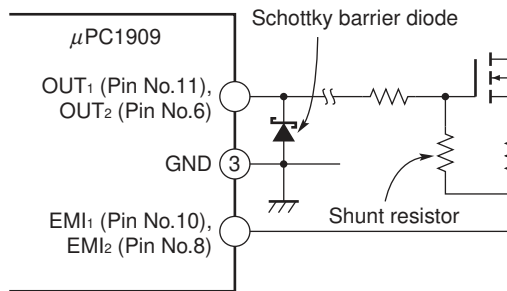 Schottky barrier diode
μPC1909
OUT1 (Pin No.11),
OUT2 (Pin No.6)
GND 3
EMI1 (Pin No.10),
EMI2 (Pin No.8)
Shunt resistor